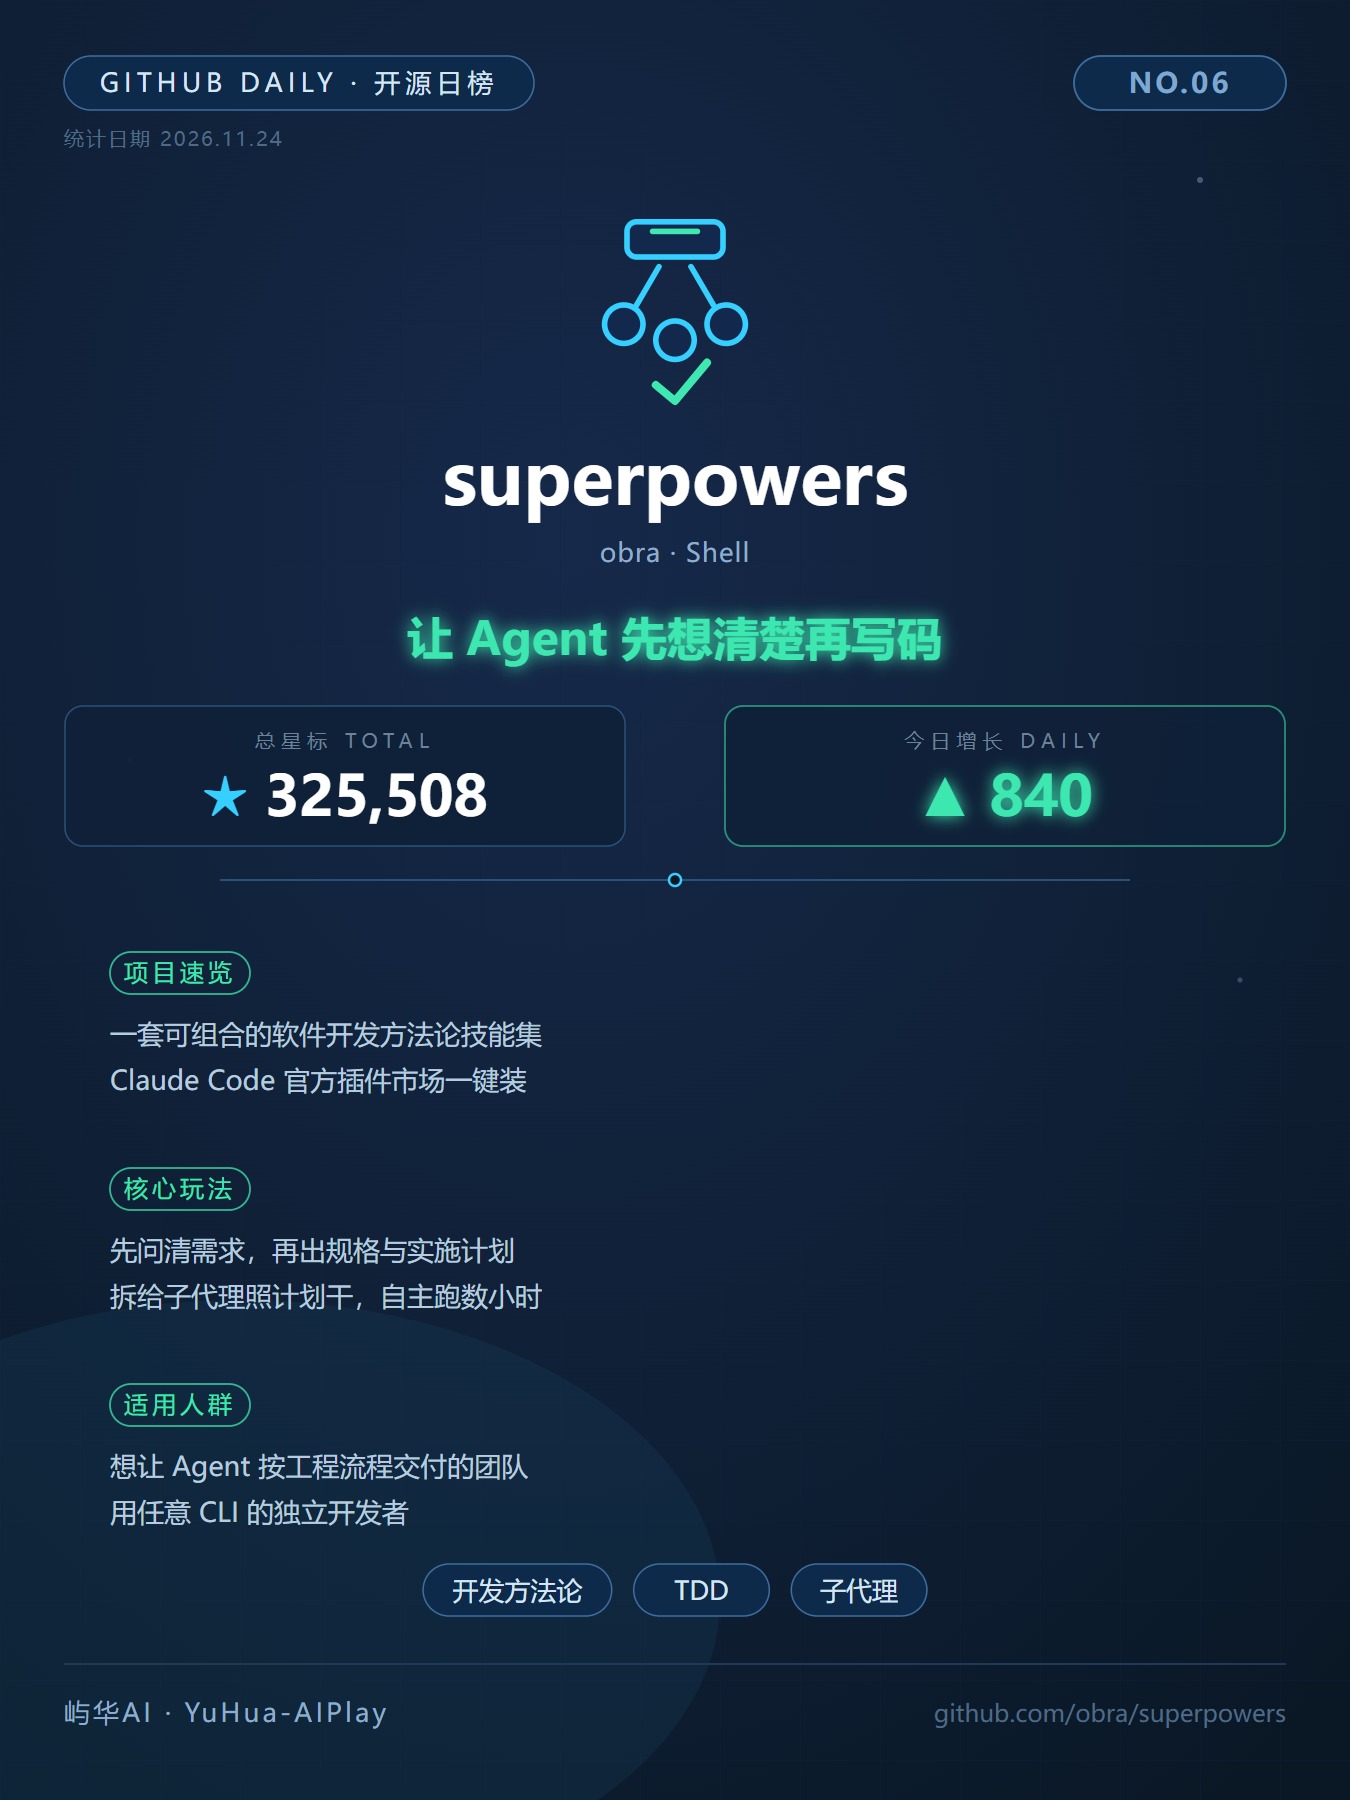 GITHUB DAILY · 开源日榜
NO.06
统计日期 2026.11.24
superpowers
obra · Shell
让 Agent 先想清楚再写码
总星标 TOTAL
★ 325,508
今日增长 DAILY
▲ 840
项目速览
一套可组合的软件开发方法论技能集
Claude Code 官方插件市场一键装
核心玩法
先问清需求，再出规格与实施计划
拆给子代理照计划干，自主跑数小时
适用人群
想让 Agent 按工程流程交付的团队
用任意 CLI 的独立开发者
开发方法论
TDD
子代理
屿华AI · YuHua-AIPlay
github.com/obra/superpowers